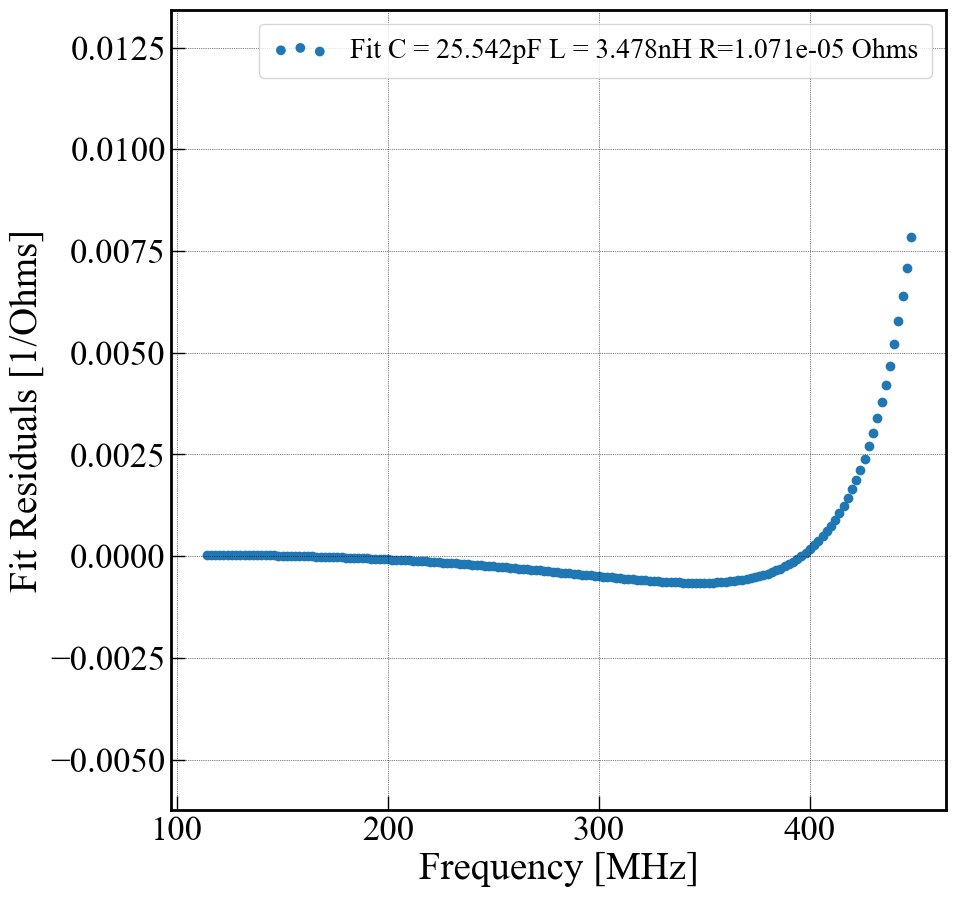 Fit C = 25.542pF L = 3.478nH R=1.071e-05 Ohms
0.0125
0.0100
0.0075
0.0050
0.0025
0.0000
−0.0025
−0.0050
Fit Residuals [1/Ohms]
100 200 300 400
Frequency [MHz]